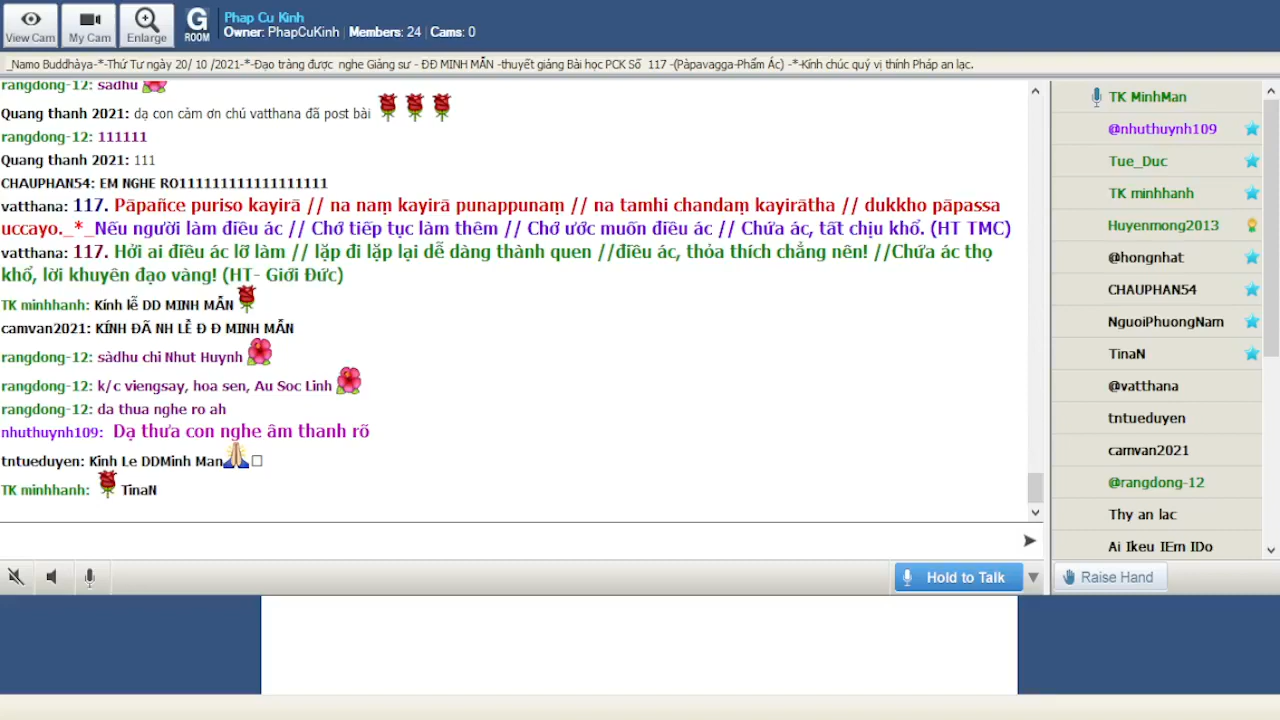 View Cam
My Cam
Enlarge
G
ROOM
Phap Cu Kinh
Owner: PhapCuKinh | Members: 24 | Cams: 0
_Namo Buddhàya-*-Thứ Tư ngày 20/ 10 /2021-*-Đạo tràng được nghe Giảng sư - ĐĐ MINH MẪN -thuyết giảng Bài học PCK Số 117 -(Pàpavagga-Phẩm Ác) -*-Kính chúc quý vị thính Pháp an lạc.
rangdong-12: sadhu
Quang thanh 2021: dạ con cảm ơn chú vatthana đã post bài
rangdong-12: 111111
Quang thanh 2021: 111
CHAUPHAN54: EM NGHE RO111111111111111111
vatthana: 117. Pāpañce puriso kayirā // na naṃ kayirā punappunaṃ // na tamhi chandaṃ kayirātha // dukkho pāpassa
uccayo._*_Nếu người làm điều ác // Chớ tiếp tục làm thêm // Chớ ước muốn điều ác // Chứa ác, tất chịu khổ. (HT TMC)
vatthana: 117. Hởi ai điều ác lỡ làm // lặp đi lặp lại dễ dàng thành quen //điều ác, thỏa thích chẳng nên! //Chứa ác thọ
khổ, lời khuyên đạo vàng! (HT- Giới Đức)
TK minhhanh: Kính lễ DD MINH MẪN
camvan2021: KÍNH ĐÃ NH LỄ Đ Đ MINH MẪN
rangdong-12: sàdhu chi Nhut Huynh
rangdong-12: k/c viengsay, hoa sen, Au Soc Linh
rangdong-12: da thua nghe ro ah
nhuthuynh109: Dạ thưa con nghe âm thanh rõ
tntueduyen: Kinh Le DDMinh Man
TK minhhanh: TinaN
Hold to Talk
TK MinhMan
@nhuthuynh109
Tue_Duc
TK minhhanh
Huyenmong2013
@hongnhat
CHAUPHAN54
NguoiPhuongNam
TinaN
@vatthana
tntueduyen
camvan2021
@rangdong-12
Thy an lac
Ai Ikeu IEm IDo
Raise Hand